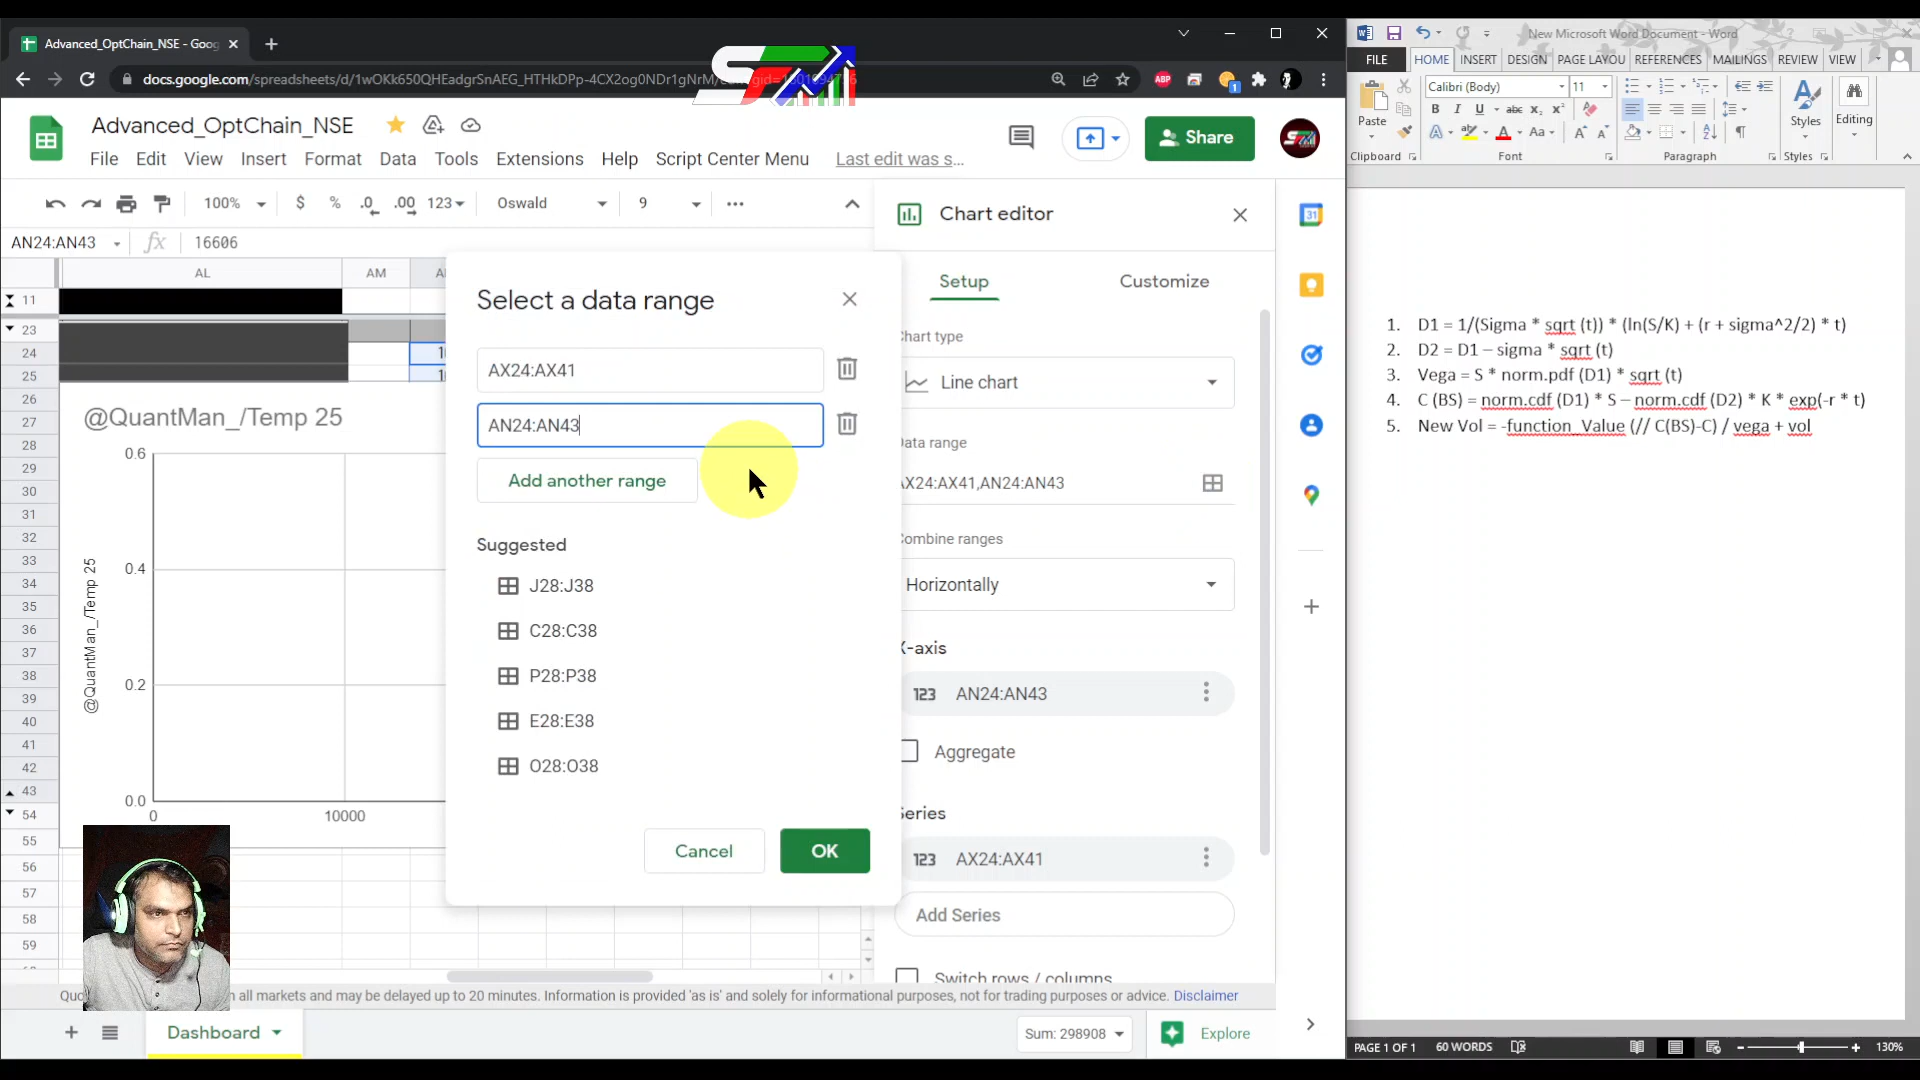 Advanced_OptChain_NSE - Goog
docs.google.com/spreadsheets/d/1wOKk650QHEadgrSnAEG_HTHkDPp-4CX2og0NDr1gNrM/
Advanced_OptChain_NSE
File Edit View Insert Format Data Tools Extensions Help Script Center Menu Last edit was s...
Share
100% $ % .0 .00 123 Oswald 9
AN24:AN43 fx 16606
AL AM
11
23
24
25
26
27
28
29
30
31
32
33
34
35
36
37
38
39
40
41
42
43
54
55
56
57
58
59
@QuantMan_/Temp 25
@QuantMan_/Temp 25
0.6
0.4
0.2
0.0
0 10000
Select a data range
AX24:AX41
AN24:AN43
Add another range
Suggested
J28:J38
C28:C38
P28:P38
E28:E38
O28:O38
Cancel OK
Chart editor
Setup Customize
Chart type
Line chart
Data range
AX24:AX41,AN24:AN43
Combine ranges
Horizontally
X-axis
123 AN24:AN43
Aggregate
Series
123 AX24:AX41
Add Series
Switch rows / columns
all markets and may be delayed up to 20 minutes. Information is provided 'as is' and solely for informational purposes, not for trading purposes or advice. Disclaimer
Dashboard
Sum: 298908
Explore
New Microsoft Word Document - Word
FILE HOME INSERT DESIGN PAGE LAYOUT REFERENCES MAILINGS REVIEW VIEW
Calibri (Body) 11
Paste
Styles
Editing
Clipboard Font Paragraph Styles
1. D1 = 1/(Sigma * sqrt (t)) * (ln(S/K) + (r + sigma^2/2) * t)
2. D2 = D1 – sigma * sqrt (t)
3. Vega = S * norm.pdf (D1) * sqrt (t)
4. C (BS) = norm.cdf (D1) * S – norm.cdf (D2) * K * exp(-r * t)
5. New Vol = -function_Value (// C(BS)-C) / vega + vol
PAGE 1 OF 1 60 WORDS
130%